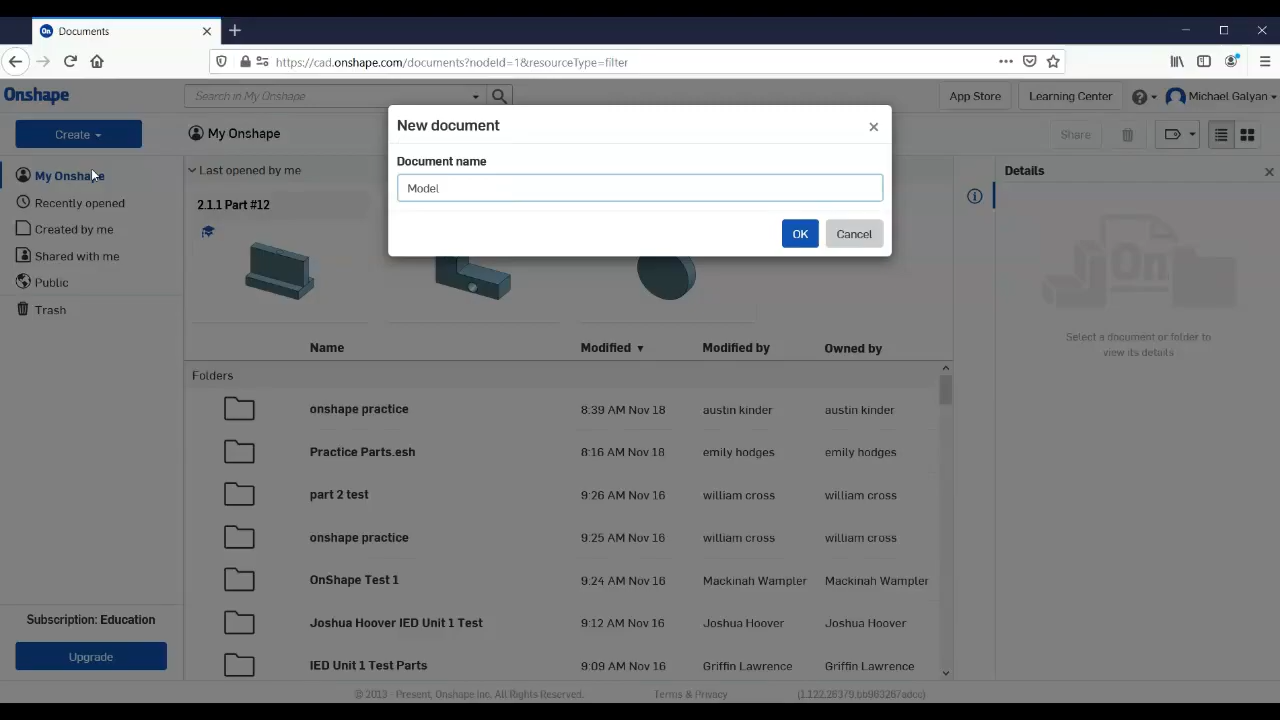 Documents
https://cad.onshape.com/documents?nodeId=1&resourceType=filter
Onshape
Search in My Onshape
App Store
Learning Center
Michael Galyan
Create
My Onshape
Share
New document
Document name
Model
OK
Cancel
My Onshape
Recently opened
Created by me
Shared with me
Public
Trash
Last opened by me
2.1.1 Part #12
Details
Select a document or folder to
view its details
Name Modified Modified by Owned by
Folders
onshape practice 8:39 AM Nov 18 austin kinder austin kinder
Practice Parts.esh 8:16 AM Nov 18 emily hodges emily hodges
part 2 test 9:26 AM Nov 16 william cross william cross
onshape practice 9:25 AM Nov 16 william cross william cross
OnShape Test 1 9:24 AM Nov 16 Mackinah Wampler Mackinah Wampler
Joshua Hoover IED Unit 1 Test 9:12 AM Nov 16 Joshua Hoover Joshua Hoover
IED Unit 1 Test Parts 9:09 AM Nov 16 Griffin Lawrence Griffin Lawrence
Subscription: Education
Upgrade
© 2013 - Present, Onshape Inc. All Rights Reserved. Terms & Privacy